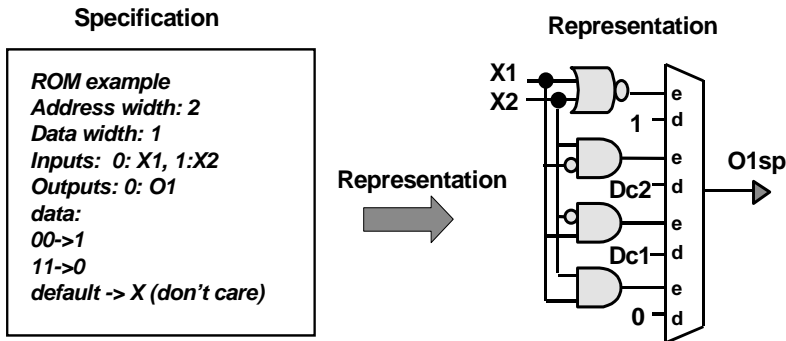 Specification
Representation
ROM example
Address width: 2
Data width: 1
Inputs:  0: X1, 1:X2
Outputs: 0: O1
data:
00->1
11->0
default -> X (don't care)
Representation
X1
X2
e
1
d
e
Dc2
d
e
Dc1
d
e
0
d
O1sp